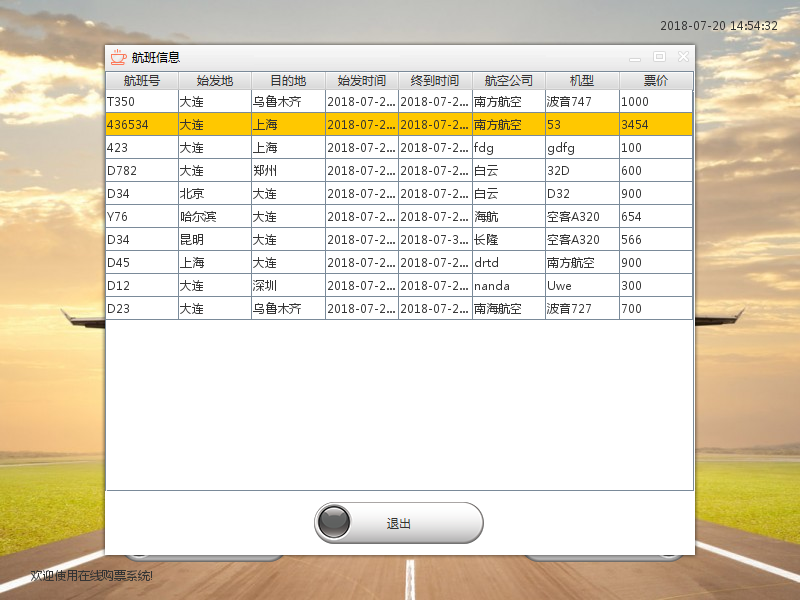 2018-07-20 14:54:32
航班信息
航班号 始发地 目的地 始发时间 终到时间 航空公司 机型 票价
T350 大连 乌鲁木齐 2018-07-2... 2018-07-2... 南方航空 波音747 1000
436534 大连 上海 2018-07-2... 2018-07-2... 南方航空 53 3454
423 大连 上海 2018-07-2... 2018-07-2... fdg gdfg 100
D782 大连 郑州 2018-07-2... 2018-07-2... 白云 32D 600
D34 北京 大连 2018-07-2... 2018-07-2... 白云 D32 900
Y76 哈尔滨 大连 2018-07-2... 2018-07-2... 海航 空客A320 654
D34 昆明 大连 2018-07-2... 2018-07-3... 长隆 空客A320 566
D45 上海 大连 2018-07-2... 2018-07-2... drtd 南方航空 900
D12 大连 深圳 2018-07-2... 2018-07-2... nanda Uwe 300
D23 大连 乌鲁木齐 2018-07-2... 2018-07-2... 南海航空 波音727 700
退出
欢迎使用在线购票系统!